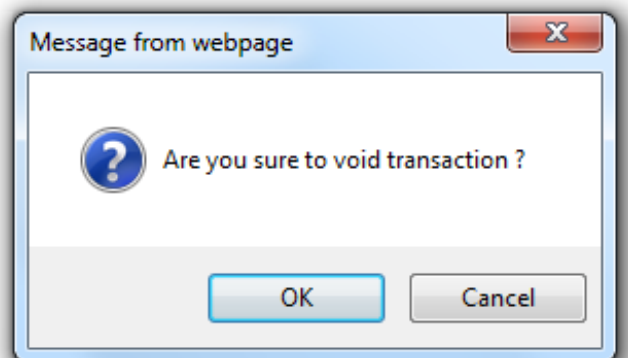 Message from webpage
Are you sure to void transaction ?
OK
Cancel